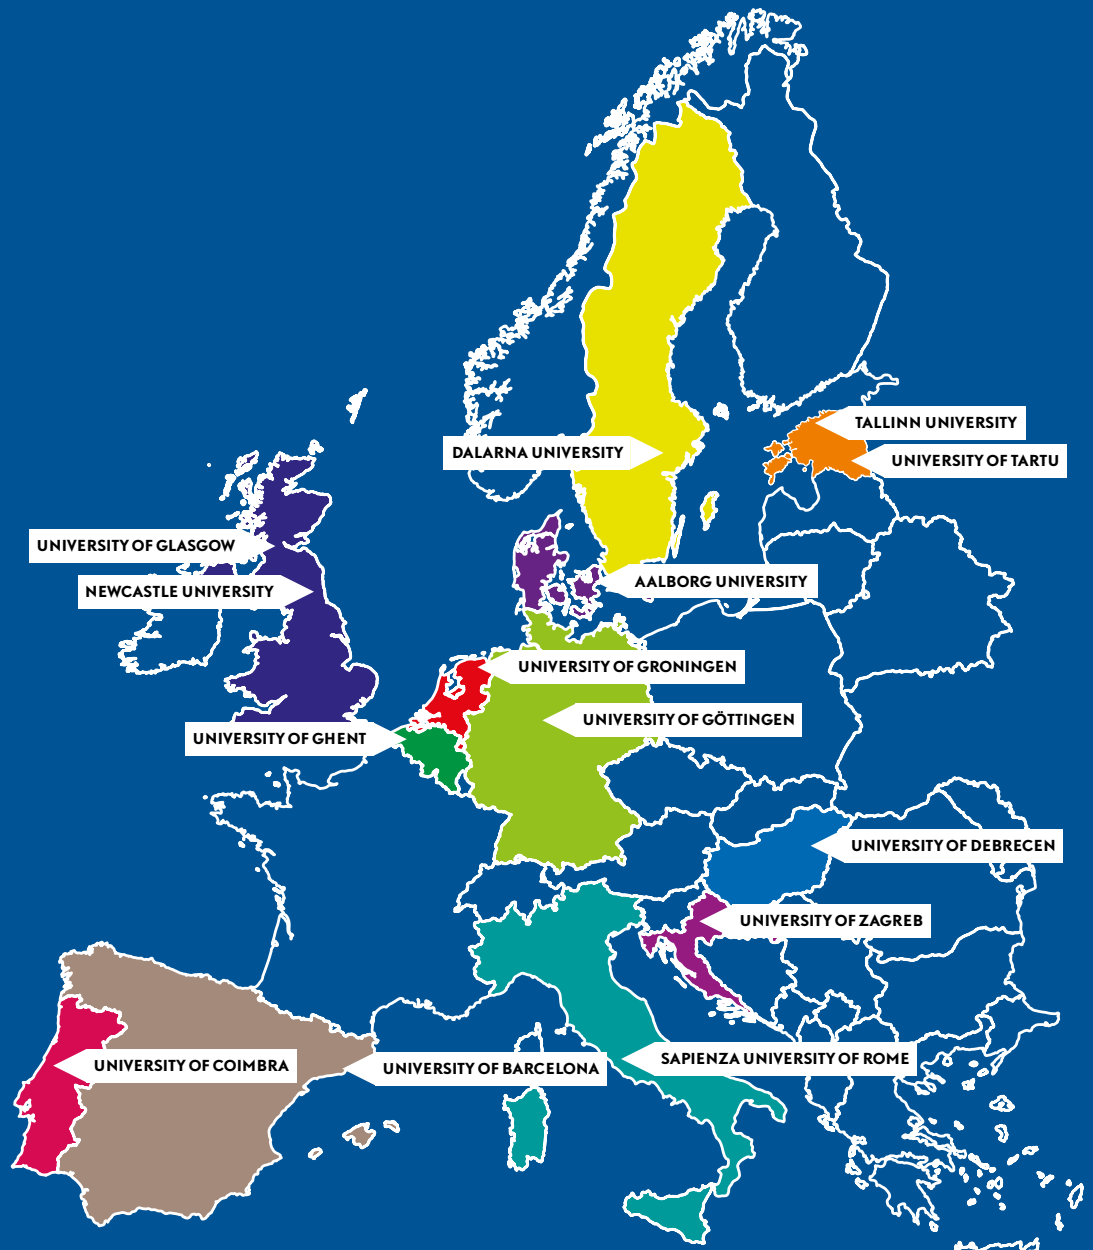 TALLINN UNIVERSITY
DALARNA UNIVERSITY
UNIVERSITY OF TARTU
UNIVERSITY OF GLASGOW
AALBORG UNIVERSITY
NEWCASTLE UNIVERSITY
UNIVERSITY OF GRONINGEN
UNIVERSITY OF GÖTTINGEN
UNIVERSITY OF GHENT
UNIVERSITY OF DEBRECEN
UNIVERSITY OF ZAGREB
SAPIENZA UNIVERSITY OF ROME
UNIVERSITY OF COIMBRA
UNIVERSITY OF BARCELONA